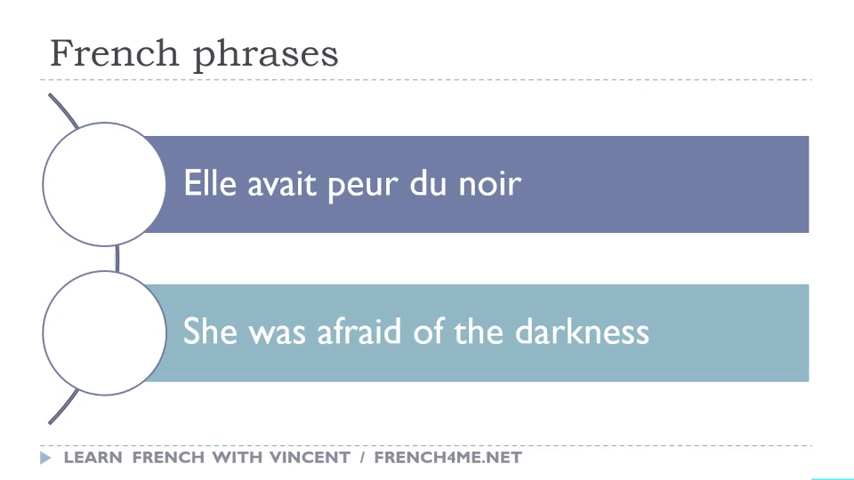 French phrases
Elle avait peur du noir
She was afraid of the darkness
LEARN FRENCH WITH VINCENT / FRENCH4ME.NET